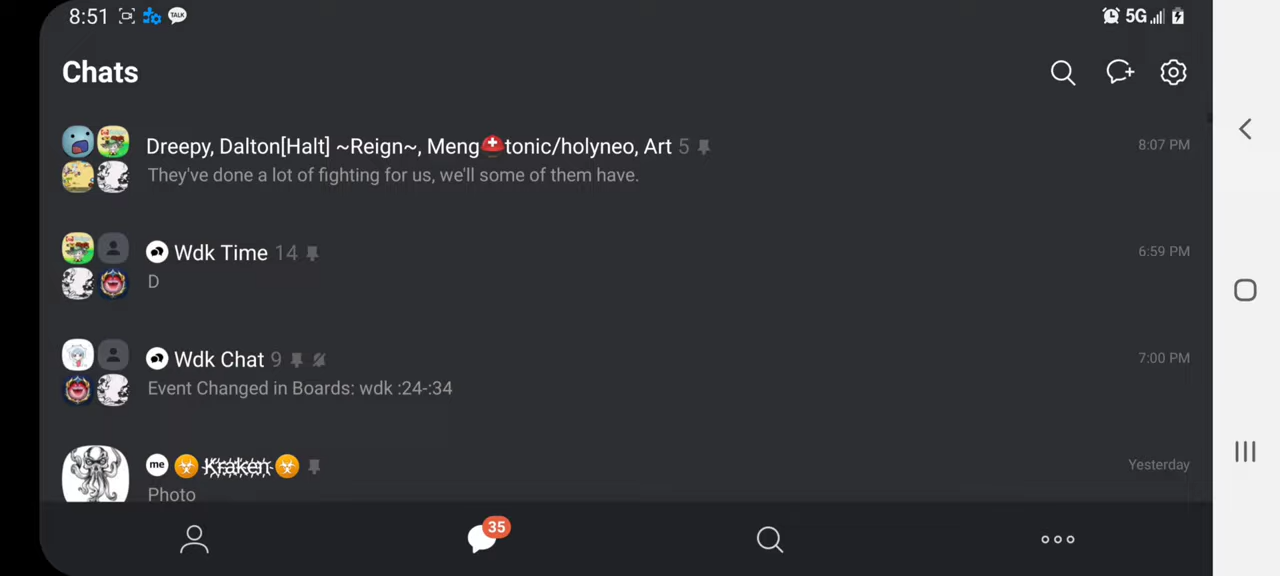 8:51 TALK 5G
Chats
Dreepy, Dalton[Halt] ~Reign~, Meng⛑️tonic/holyneo, Art 5 8:07 PM
They've done a lot of fighting for us, we'll some of them have.
Wdk Time 14 6:59 PM
D
Wdk Chat 9 7:00 PM
Event Changed in Boards: wdk :24-:34
me ☣️ Kraken ☣️ Yesterday
Photo
35